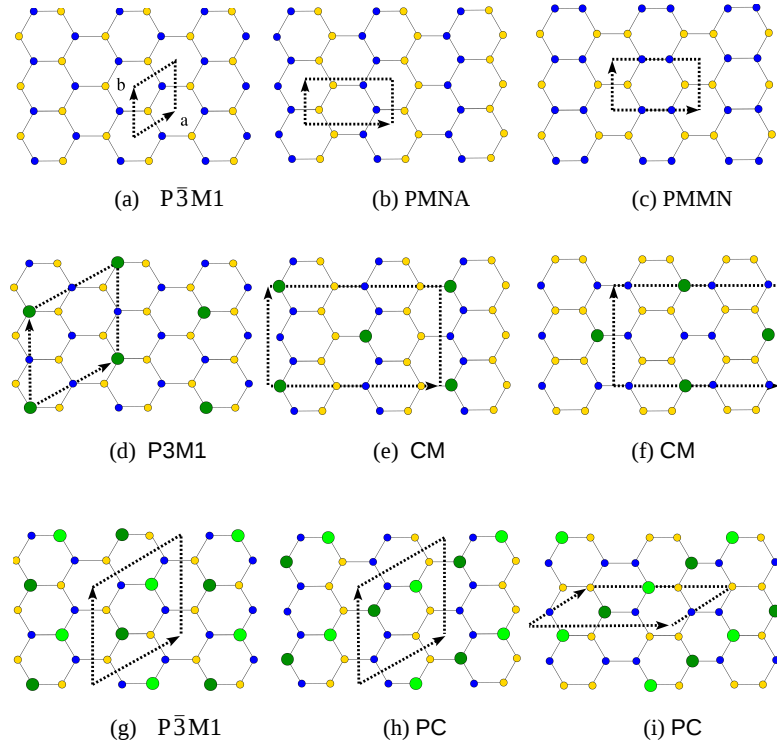 b
a
(a) P3̄M1
(b) PMNA
(c) PMMN
(d) P3M1
(e) CM
(f) CM
(g) P3̄M1
(h) PC
(i) PC